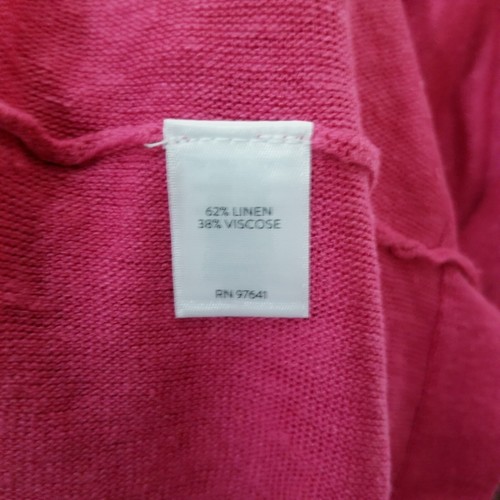 62% LINEN
38% VISCOSE
RN 97641